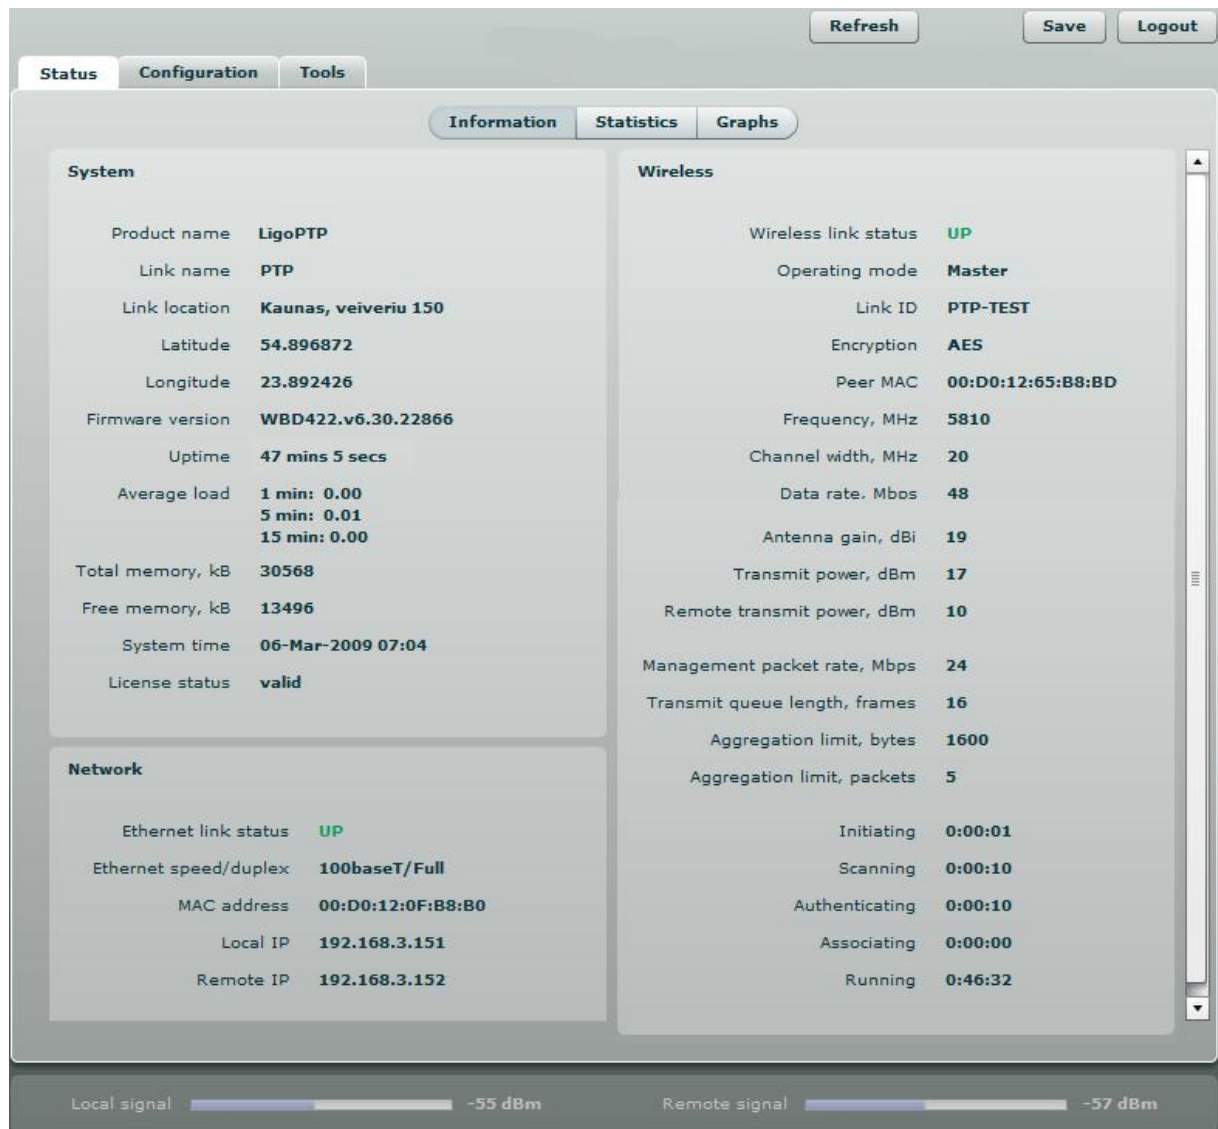 Refresh Save Logout
Status Configuration Tools
Information Statistics Graphs
System
Product name LigoPTP
Link name PTP
Link location Kaunas, veiveriu 150
Latitude 54.896872
Longitude 23.892426
Firmware version WBD422.v6.30.22866
Uptime 47 mins 5 secs
Average load 1 min: 0.00
5 min: 0.01
15 min: 0.00
Total memory, kB 30568
Free memory, kB 13496
System time 06-Mar-2009 07:04
License status valid
Network
Ethernet link status UP
Ethernet speed/duplex 100baseT/Full
MAC address 00:D0:12:0F:B8:B0
Local IP 192.168.3.151
Remote IP 192.168.3.152
Wireless
Wireless link status UP
Operating mode Master
Link ID PTP-TEST
Encryption AES
Peer MAC 00:D0:12:65:B8:BD
Frequency, MHz 5810
Channel width, MHz 20
Data rate, Mbps 48
Antenna gain, dBi 19
Transmit power, dBm 17
Remote transmit power, dBm 10
Management packet rate, Mbps 24
Transmit queue length, frames 16
Aggregation limit, bytes 1600
Aggregation limit, packets 5
Initiating 0:00:01
Scanning 0:00:10
Authenticating 0:00:10
Associating 0:00:00
Running 0:46:32
Local signal -55 dBm Remote signal -57 dBm